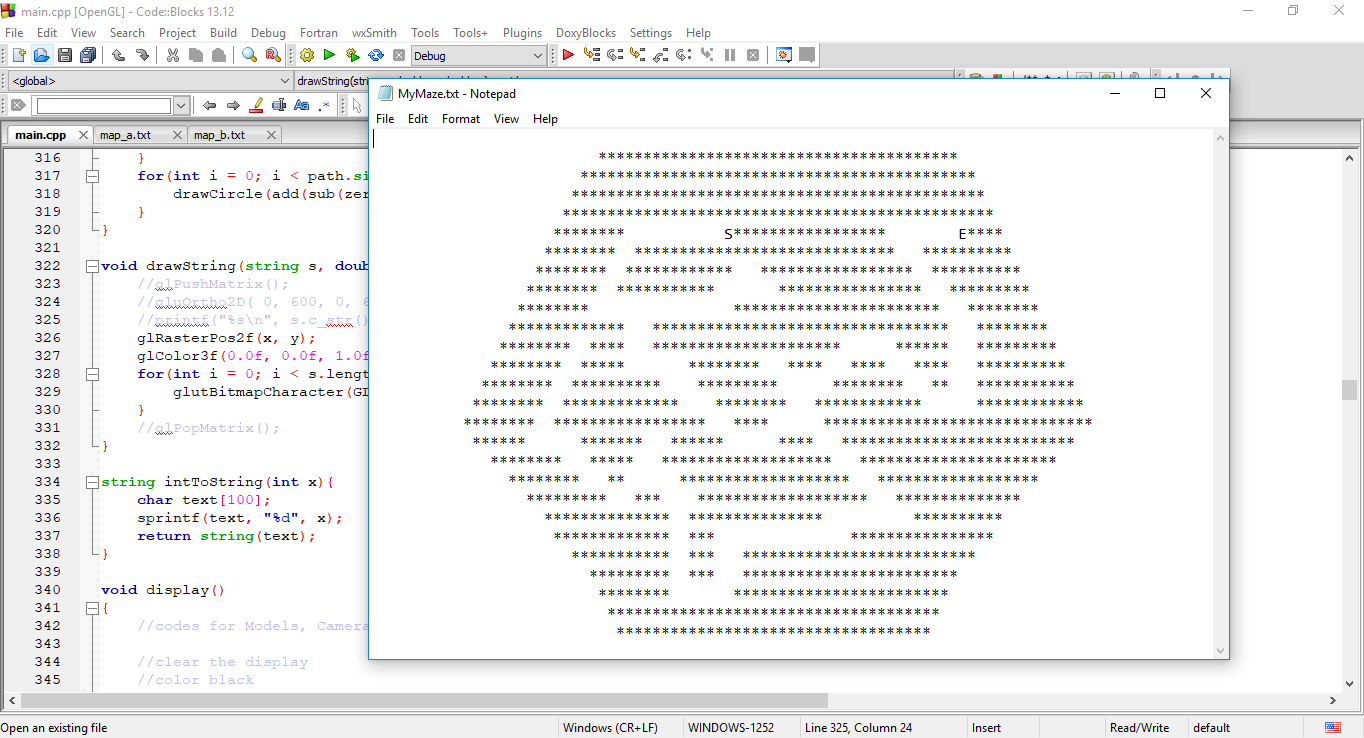 main.cpp [OpenGL] - Code::Blocks 13.12
File Edit View Search Project Build Debug Fortran wxSmith Tools Tools+ Plugins DoxyBlocks Settings Help
Debug
<global>
main.cpp map_a.txt map_b.txt
316 }
317 for(int i = 0; i < path.si
318 drawCircle(add(sub(zer
319 }
320 }
321
322 void drawString(string s, doub
323 //glPushMatrix();
324 //gluOrtho2D( 0, 600, 0, 6
325 //printf("%s\n", s.c_str()
326 glRasterPos2f(x, y);
327 glColor3f(0.0f, 0.0f, 1.0f
328 for(int i = 0; i < s.lengt
329 glutBitmapCharacter(GL
330 }
331 //glPopMatrix();
332 }
333
334 string intToString(int x){
335 char text[100];
336 sprintf(text, "%d", x);
337 return string(text);
338 }
339
340 void display()
341 {
342 //codes for Models, Camera
343
344 //clear the display
345 //color black
MyMaze.txt - Notepad
File Edit Format View Help
****************************************
********************************************
**********************************************
************************************************
******** S***************** E****
******** ***************************** **********
******** ************ ***************** **********
******** *********** **************** *********
******** *********************** ********
************* ********************************* ********
******** **** ********************* ****** *********
******** ***** ******** **** **** **** **********
******** ********** ********* ******** ** ***********
******** ************* ******** ************ ************
******** ***************** **** ******************************
****** ******* ****** **** **************************
******** ***** ******************* **********************
******** ** ******************* ******************
********* *** ******************* **************
************** *************** **********
************* *** ****************
*********** *** **************************
********* *** ************************
******** ************************
*************************************
***********************************
Open an existing file
Windows (CR+LF) WINDOWS-1252 Line 325, Column 24 Insert Read/Write default